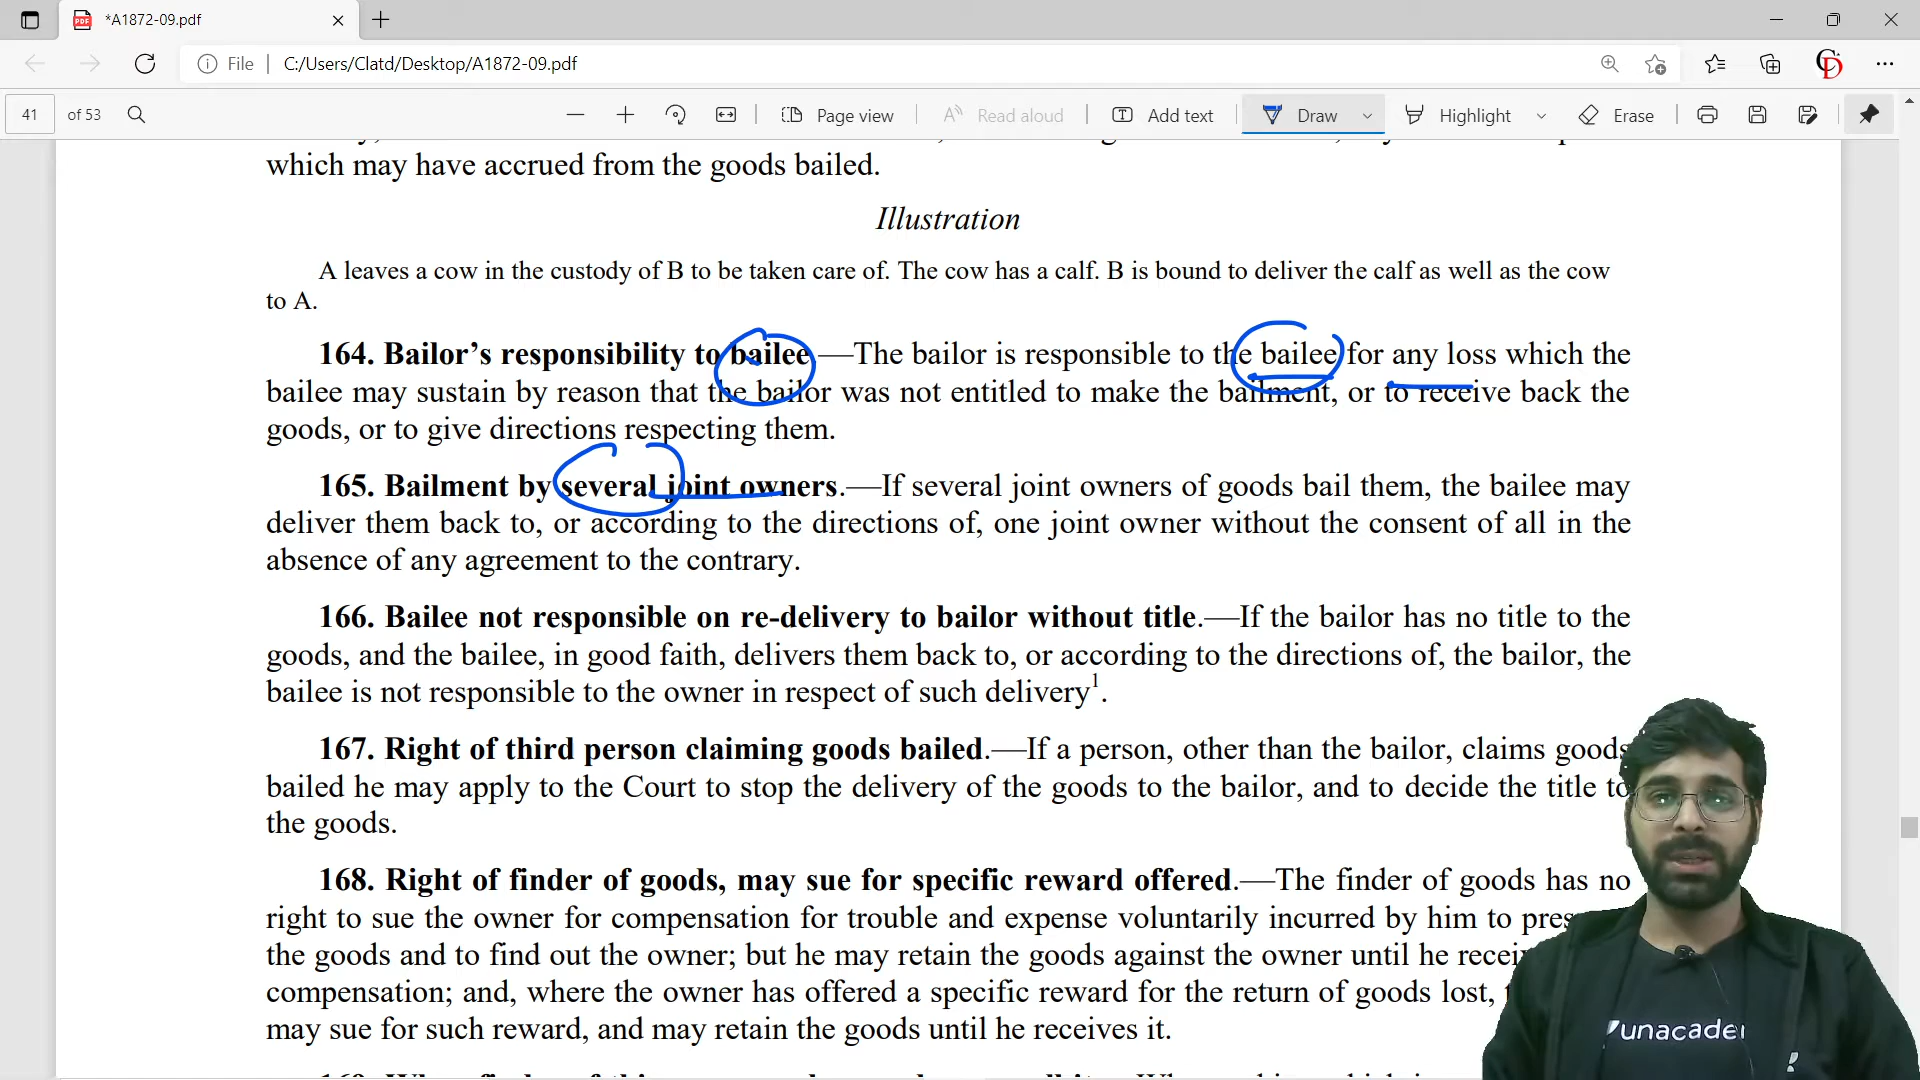 *A1872-09.pdf
File
C:/Users/Clatd/Desktop/A1872-09.pdf
41
of 53
Page view
Read aloud
Add text
Draw
Highlight
Erase
which may have accrued from the goods bailed.
Illustration
A leaves a cow in the custody of B to be taken care of. The cow has a calf. B is bound to deliver the calf as well as the cow
to A.
164. Bailor’s responsibility to bailee.—The bailor is responsible to the bailee for any loss which the
bailee may sustain by reason that the bailor was not entitled to make the bailment, or to receive back the
goods, or to give directions respecting them.
165. Bailment by several joint owners.—If several joint owners of goods bail them, the bailee may
deliver them back to, or according to the directions of, one joint owner without the consent of all in the
absence of any agreement to the contrary.
166. Bailee not responsible on re-delivery to bailor without title.—If the bailor has no title to the
goods, and the bailee, in good faith, delivers them back to, or according to the directions of, the bailor, the
bailee is not responsible to the owner in respect of such delivery1.
167. Right of third person claiming goods bailed.—If a person, other than the bailor, claims goods
bailed he may apply to the Court to stop the delivery of the goods to the bailor, and to decide the title to
the goods.
168. Right of finder of goods, may sue for specific reward offered.—The finder of goods has no
right to sue the owner for compensation for trouble and expense voluntarily incurred by him to
the goods and to find out the owner; but he may retain the goods against the owner until he
compensation; and, where the owner has offered a specific reward for the return of goods lost,
may sue for such reward, and may retain the goods until he receives it.
unacade